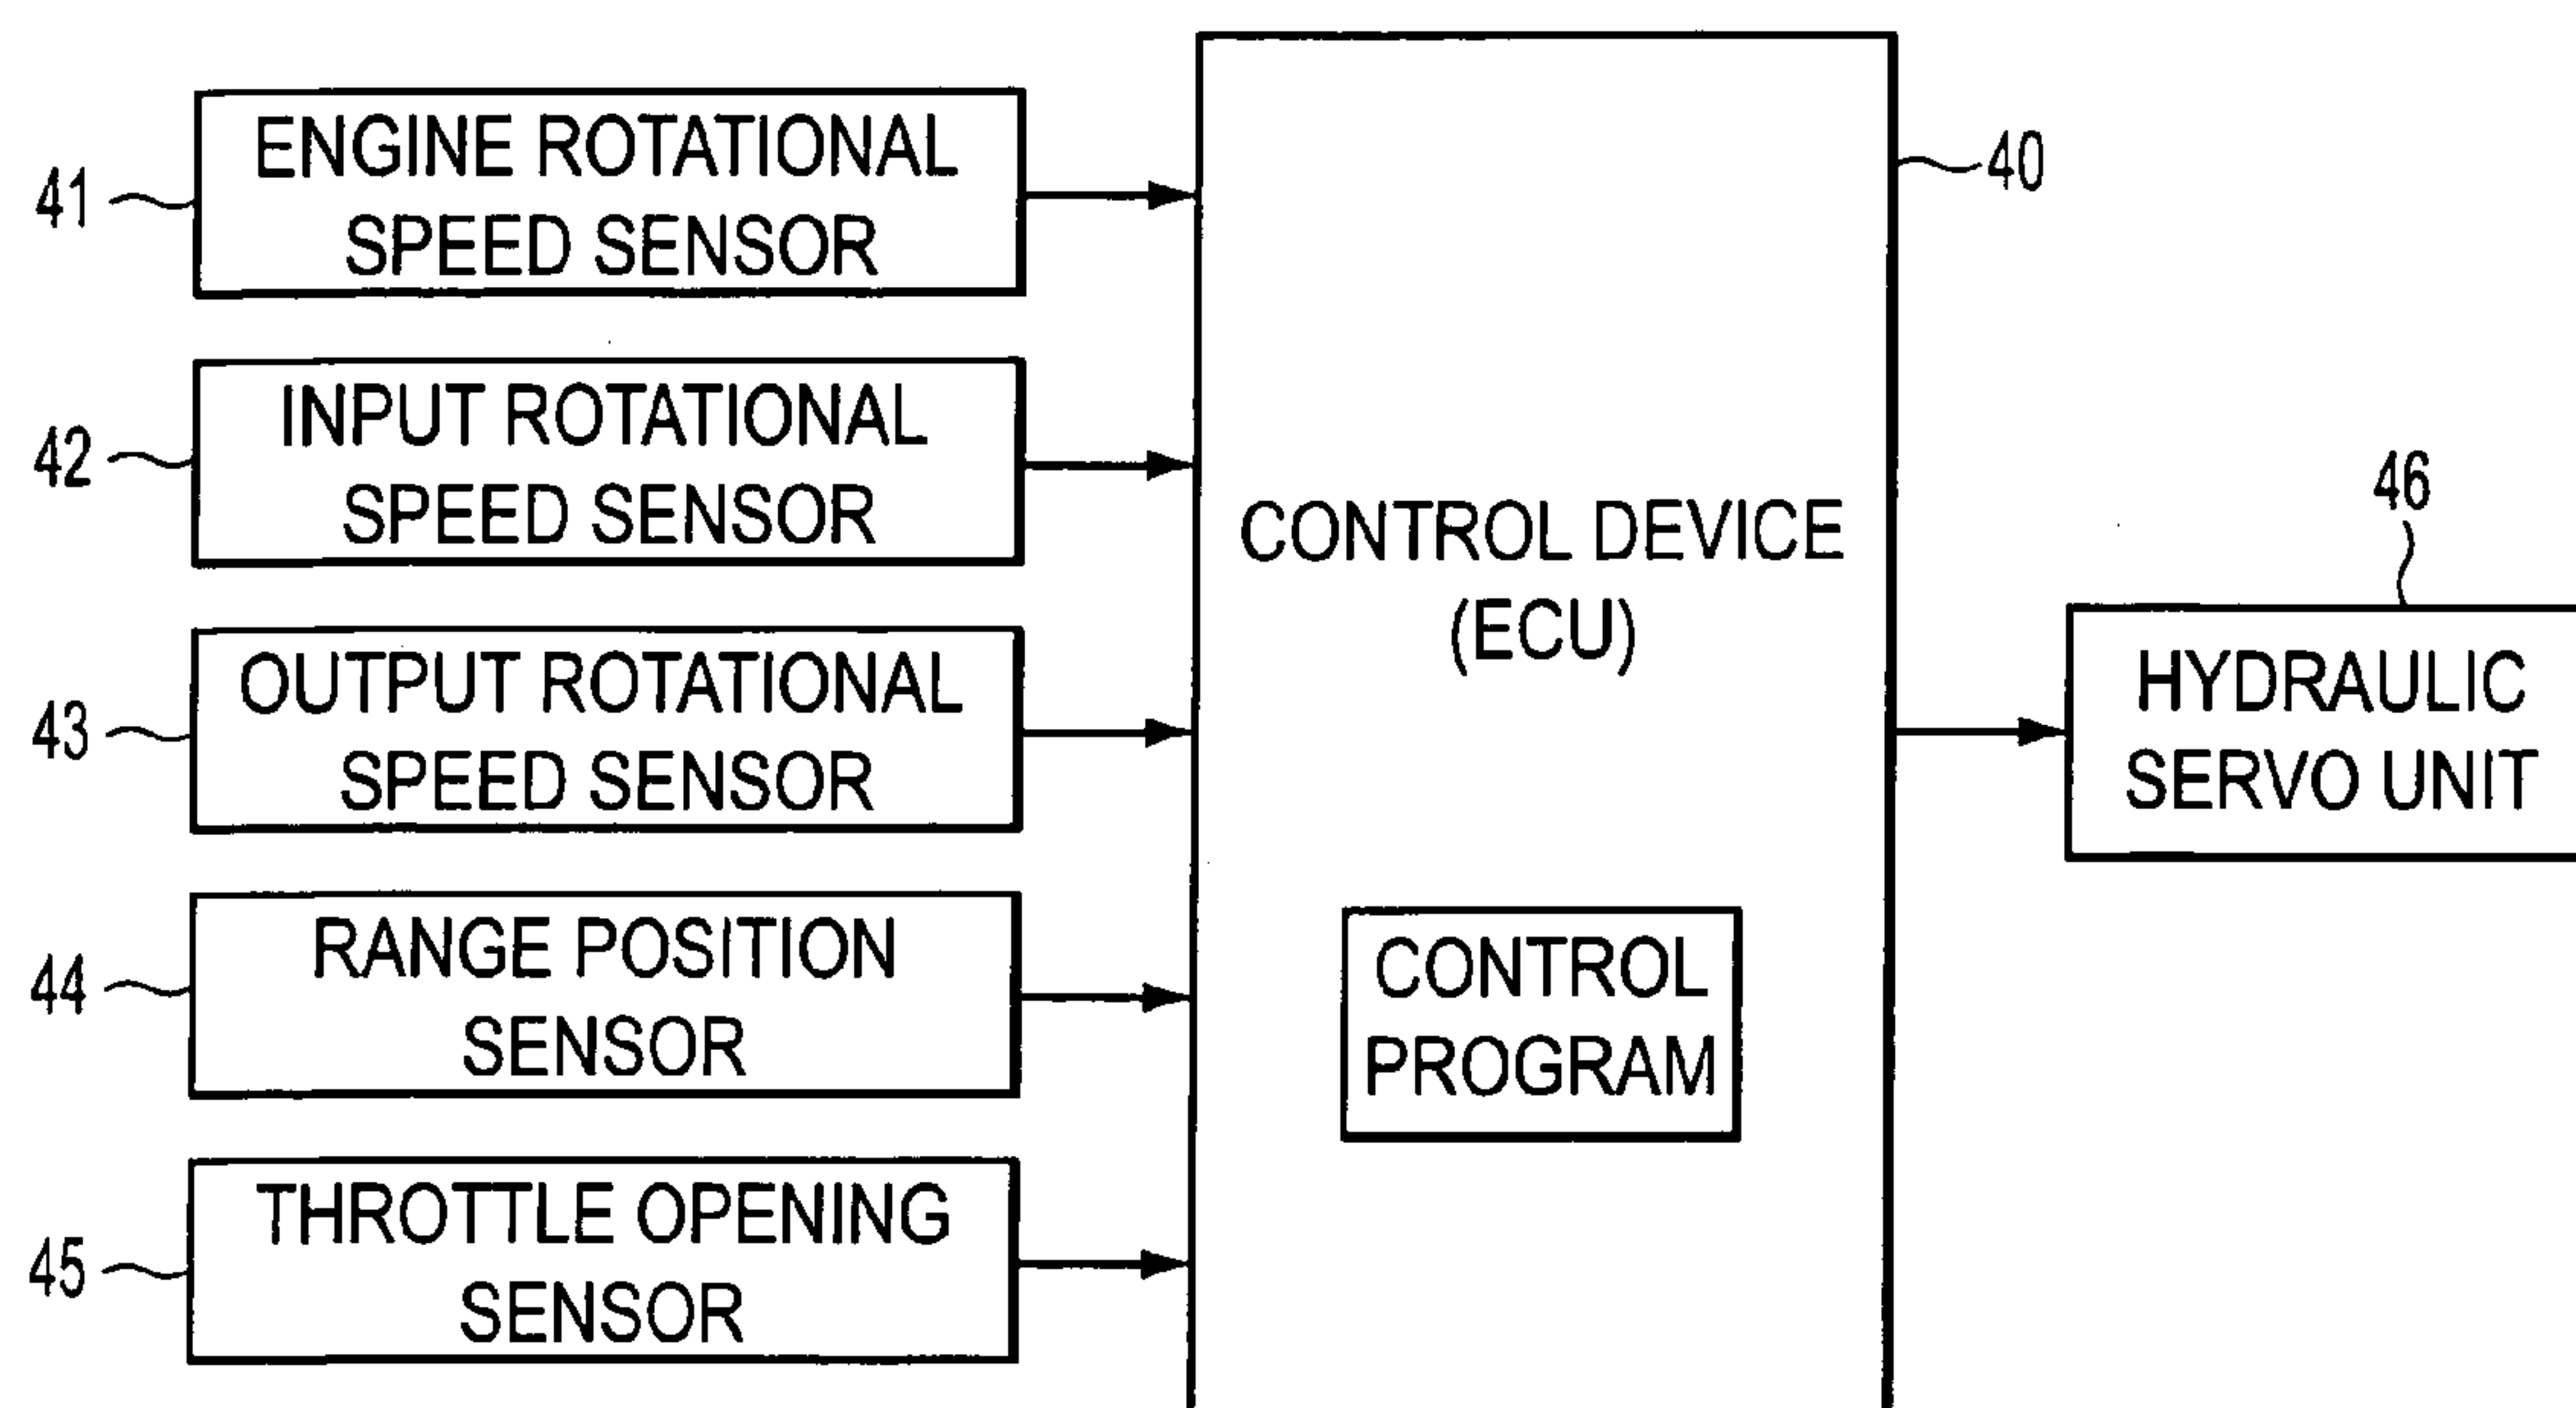 41
ENGINE ROTATIONAL
SPEED SENSOR
42
INPUT ROTATIONAL
SPEED SENSOR
43
OUTPUT ROTATIONAL
SPEED SENSOR
44
RANGE POSITION
SENSOR
45
THROTTLE OPENING
SENSOR
40
CONTROL DEVICE
(ECU)
CONTROL
PROGRAM
46
HYDRAULIC
SERVO UNIT